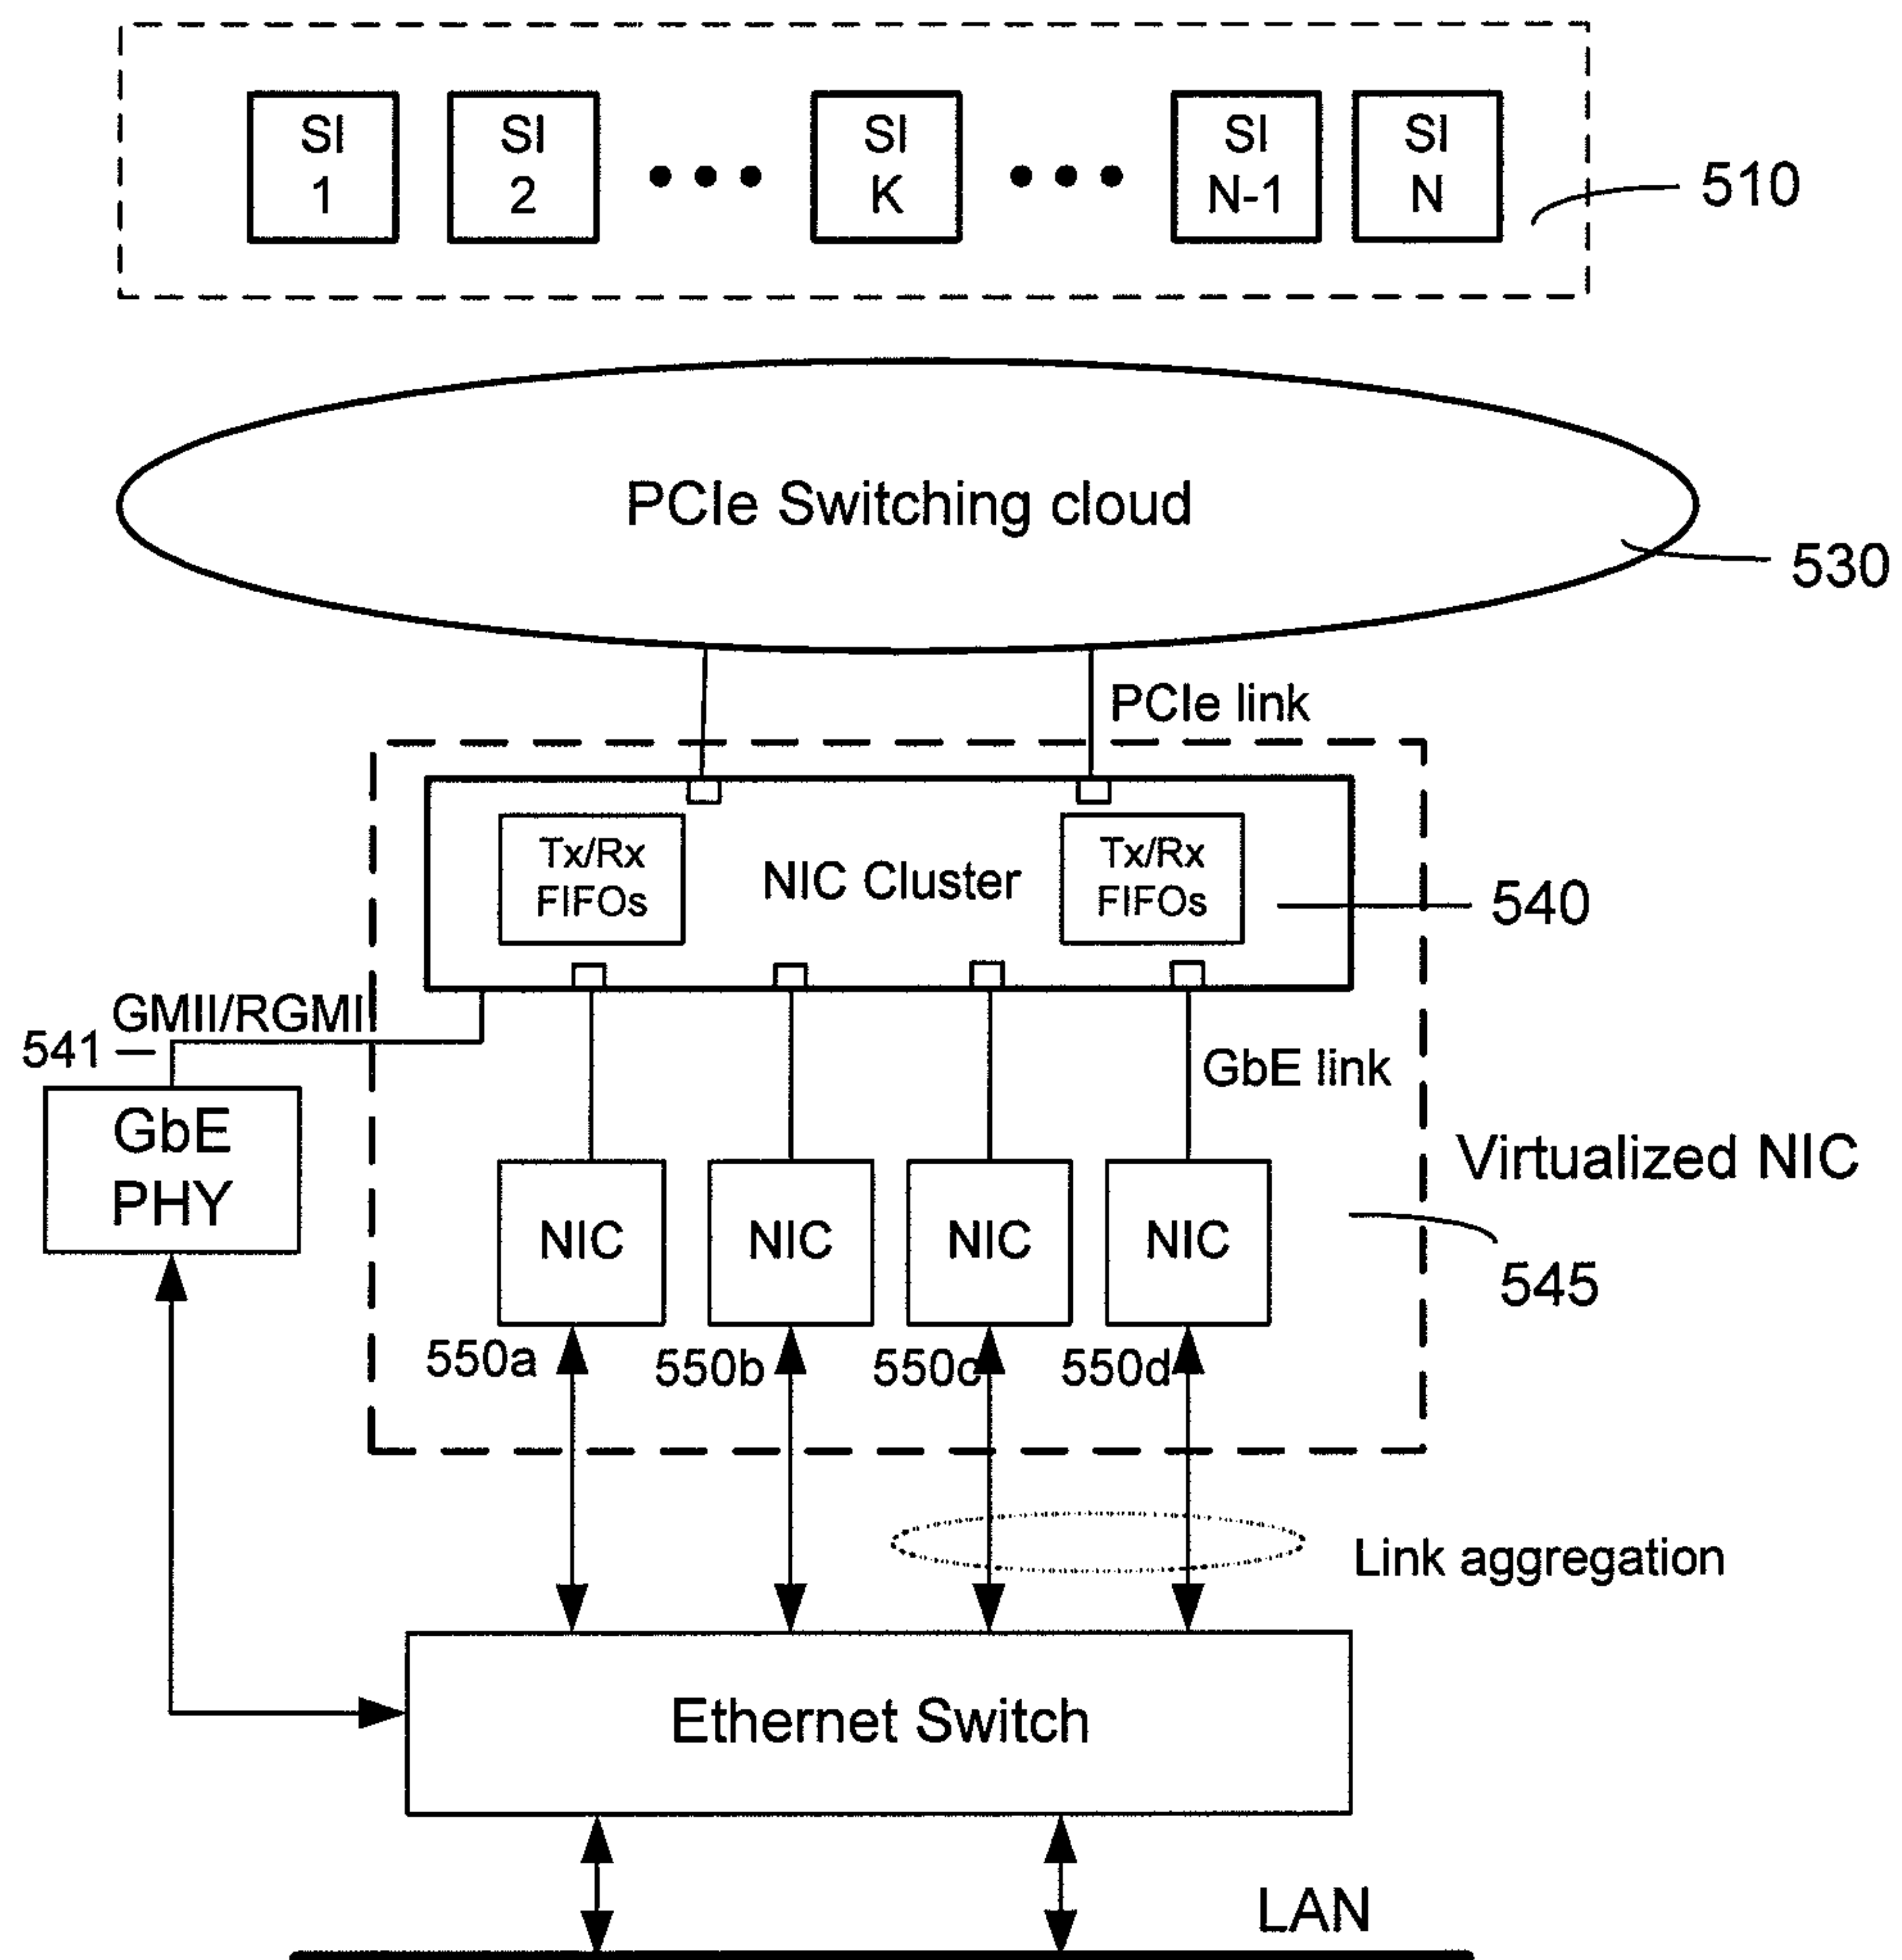 SI
1
SI
2
SI
K
SI
N-1
SI
N
510
PCIe Switching cloud
530
PCIe link
Tx/Rx
FIFOs
NIC Cluster
Tx/Rx
FIFOs
540
GMII/RGMII
541
GbE link
GbE
PHY
Virtualized NIC
NIC
NIC
NIC
NIC
545
550a
550b
550c
550d
Link aggregation
Ethernet Switch
LAN